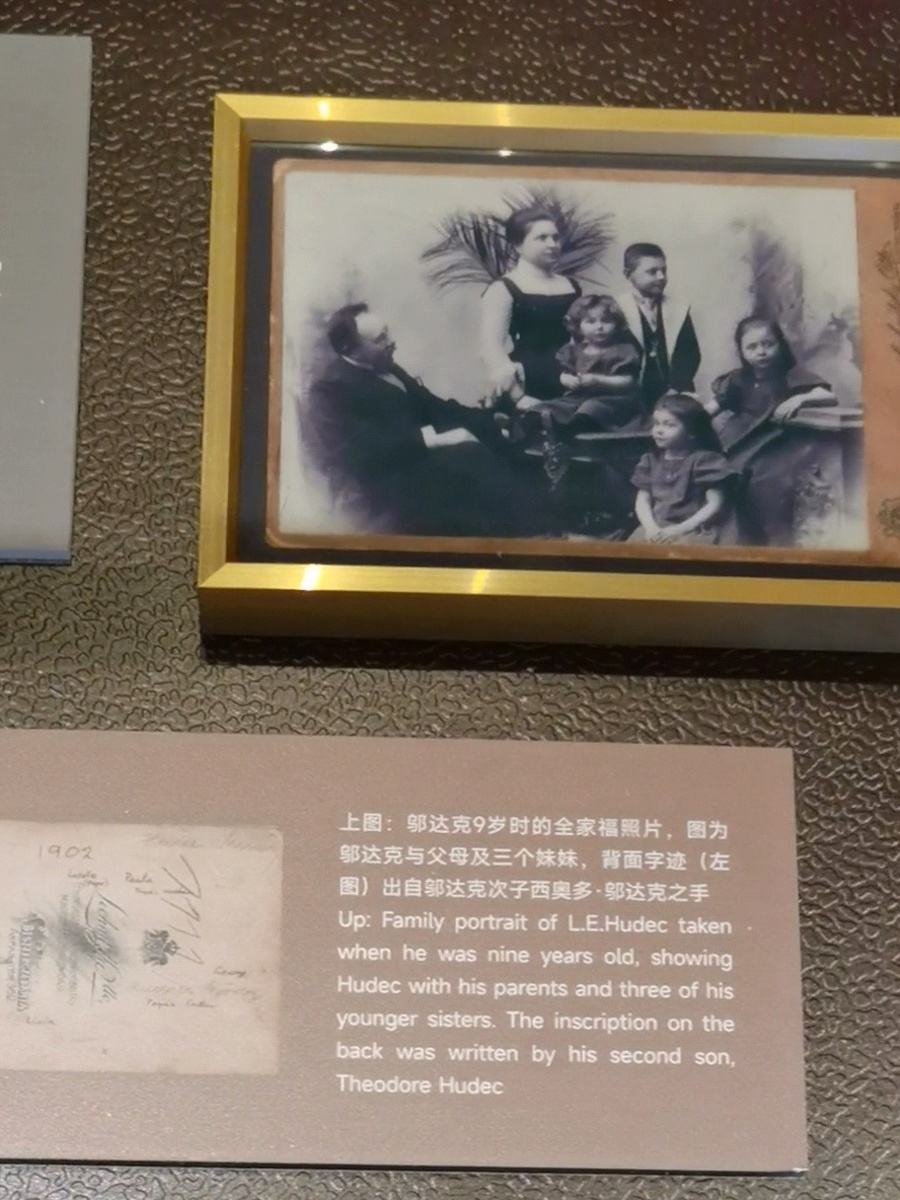 1902
Paula
上图：邬达克9岁时的全家福照片，图为
邬达克与父母及三个妹妹，背面字迹（左
图）出自邬达克次子西奥多·邬达克之手
Up: Family portrait of L.E.Hudec taken
when he was nine years old, showing
Hudec with his parents and three of his
younger sisters. The inscription on the
back was written by his second son,
Theodore Hudec